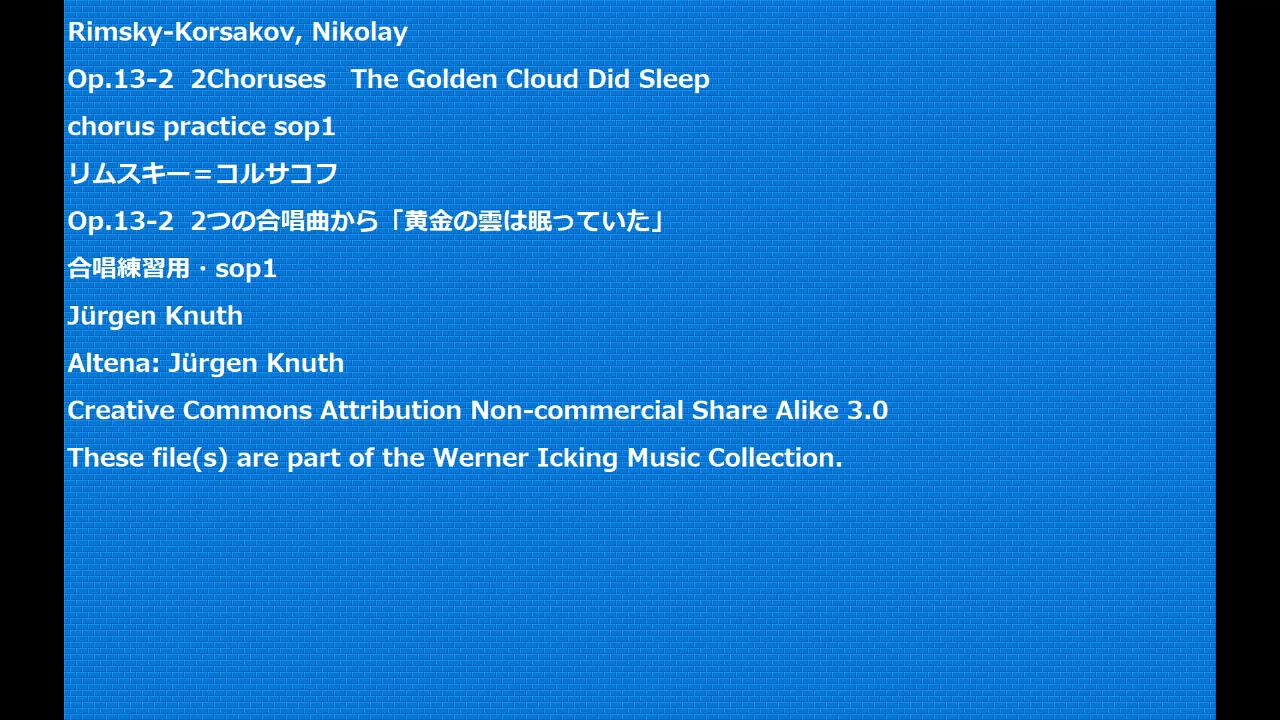 Rimsky-Korsakov, Nikolay
Op.13-2  2Choruses   The Golden Cloud Did Sleep
chorus practice sop1
リムスキー＝コルサコフ
Op.13-2  2つの合唱曲から「黄金の雲は眠っていた」
合唱練習用・sop1
Jürgen Knuth
Altena: Jürgen Knuth
Creative Commons Attribution Non-commercial Share Alike 3.0
These file(s) are part of the Werner Icking Music Collection.